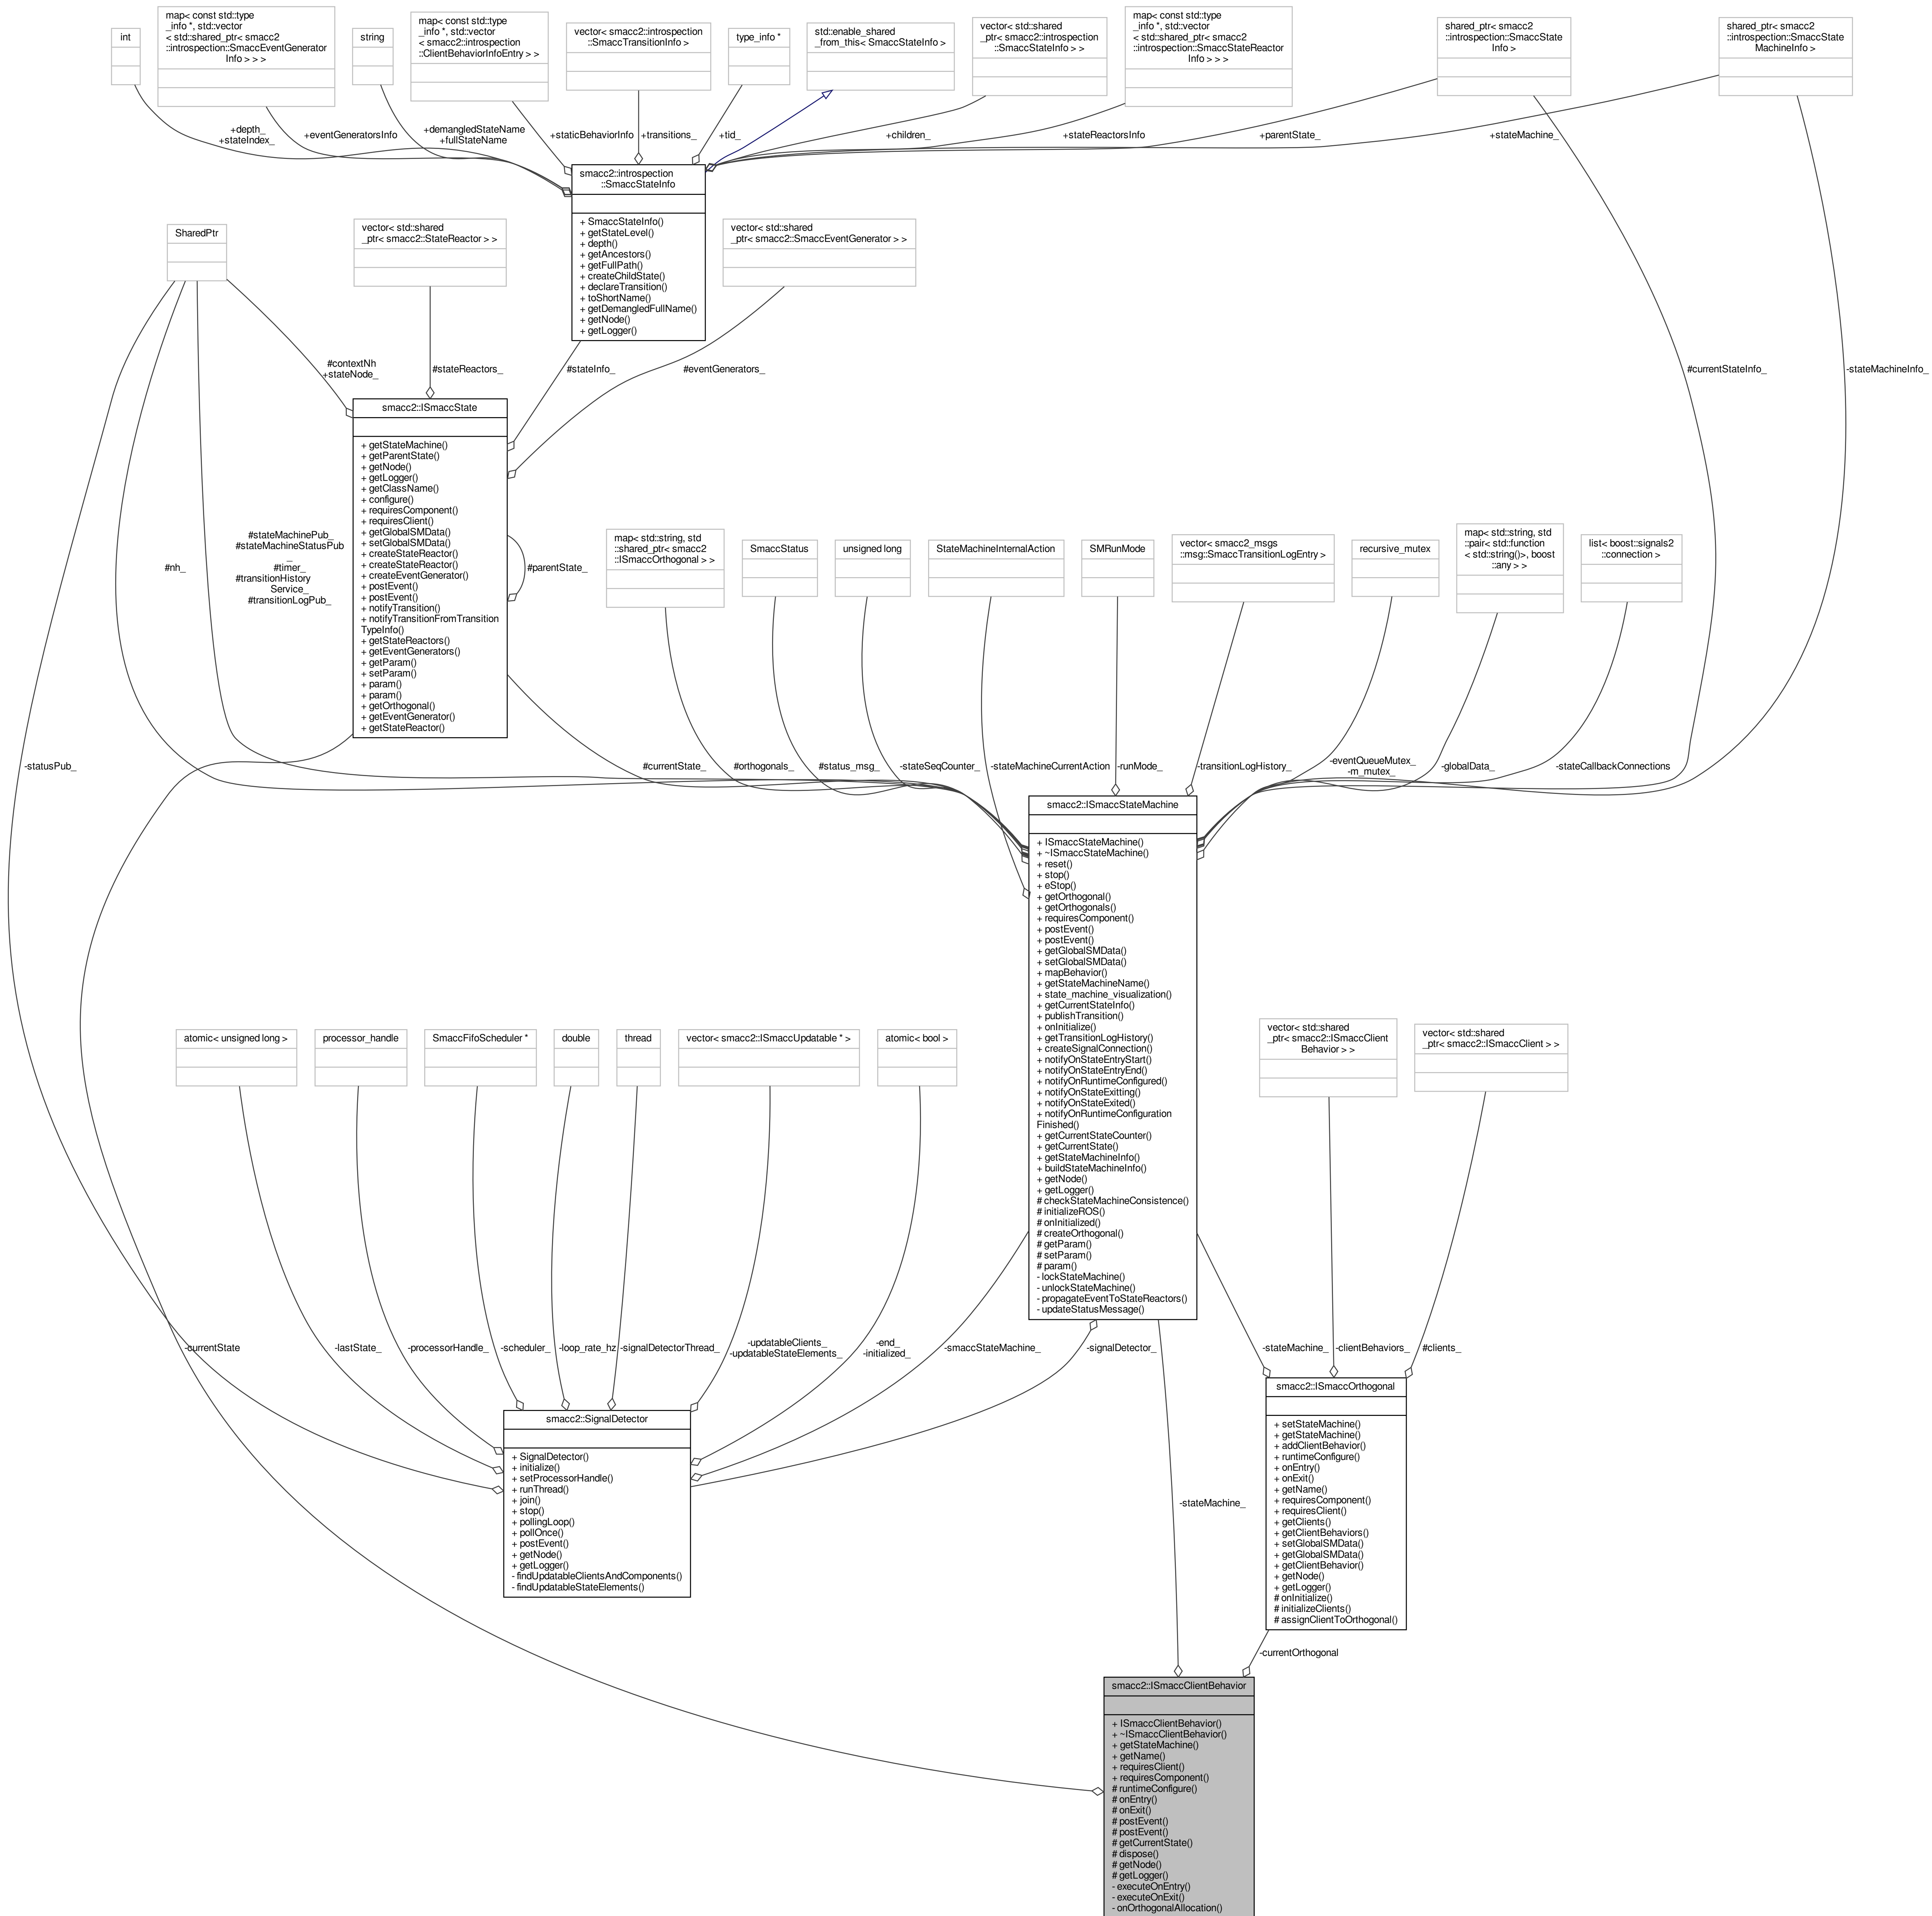 int
map< const std::type
_info *, std::vector
< std::shared_ptr< smacc2
::introspection::SmaccEventGenerator
Info > > >
string
map< const std::type
_info *, std::vector
< smacc2::introspection
::ClientBehaviorInfoEntry > >
vector< smacc2::introspection
::SmaccTransitionInfo >
type_info *
std::enable_shared
_from_this< SmaccStateInfo >
vector< std::shared
_ptr< smacc2::introspection
::SmaccStateInfo > >
map< const std::type
_info *, std::vector
< std::shared_ptr< smacc2
::introspection::SmaccStateReactor
Info > > >
shared_ptr< smacc2
::introspection::SmaccState
Info >
shared_ptr< smacc2
::introspection::SmaccState
MachineInfo >
+depth_
+stateIndex_
+eventGeneratorsInfo
+demangledStateName
+fullStateName
+staticBehaviorInfo
+transitions_
+tid_
+children_
+stateReactorsInfo
+parentState_
+stateMachine_
smacc2::introspection
::SmaccStateInfo
+ SmaccStateInfo()
+ getStateLevel()
+ depth()
+ getAncestors()
+ getFullPath()
+ createChildState()
+ declareTransition()
+ toShortName()
+ getDemangledFullName()
+ getNode()
+ getLogger()
SharedPtr
vector< std::shared
_ptr< smacc2::StateReactor > >
vector< std::shared
_ptr< smacc2::SmaccEventGenerator > >
#contextNh
+stateNode_
#stateReactors_
#stateInfo_
#eventGenerators_
#currentStateInfo_
-stateMachineInfo_
smacc2::ISmaccState
+ getStateMachine()
+ getParentState()
+ getNode()
+ getLogger()
+ getClassName()
+ configure()
+ requiresComponent()
+ requiresClient()
+ getGlobalSMData()
+ setGlobalSMData()
+ createStateReactor()
+ createStateReactor()
+ createEventGenerator()
+ postEvent()
+ postEvent()
+ notifyTransition()
+ notifyTransitionFromTransition
TypeInfo()
+ getStateReactors()
+ getEventGenerators()
+ getParam()
+ setParam()
+ param()
+ param()
+ getOrthogonal()
+ getEventGenerator()
+ getStateReactor()
#parentState_
#nh_
#stateMachinePub_
#stateMachineStatusPub
_
#timer_
#transitionHistory
Service_
#transitionLogPub_
map< std::string, std
::shared_ptr< smacc2
::ISmaccOrthogonal > >
SmaccStatus
unsigned long
StateMachineInternalAction
SMRunMode
vector< smacc2_msgs
::msg::SmaccTransitionLogEntry >
recursive_mutex
map< std::string, std
::pair< std::function
< std::string()>, boost
::any > >
list< boost::signals2
::connection >
-statusPub_
#currentState_
#orthogonals_
#status_msg_
-stateSeqCounter_
-stateMachineCurrentAction
-runMode_
-transitionLogHistory_
-eventQueueMutex_
-m_mutex_
-globalData_
-stateCallbackConnections
smacc2::ISmaccStateMachine
+ ISmaccStateMachine()
+ ~ISmaccStateMachine()
+ reset()
+ stop()
+ eStop()
+ getOrthogonal()
+ getOrthogonals()
+ requiresComponent()
+ postEvent()
+ postEvent()
+ getGlobalSMData()
+ setGlobalSMData()
+ mapBehavior()
+ getStateMachineName()
+ state_machine_visualization()
+ getCurrentStateInfo()
+ publishTransition()
+ onInitialize()
+ getTransitionLogHistory()
+ createSignalConnection()
+ notifyOnStateEntryStart()
+ notifyOnStateEntryEnd()
+ notifyOnRuntimeConfigured()
+ notifyOnStateExitting()
+ notifyOnStateExited()
+ notifyOnRuntimeConfiguration
Finished()
+ getCurrentStateCounter()
+ getCurrentState()
+ getStateMachineInfo()
+ buildStateMachineInfo()
+ getNode()
+ getLogger()
# checkStateMachineConsistence()
# initializeROS()
# onInitialized()
# createOrthogonal()
# getParam()
# setParam()
# param()
- lockStateMachine()
- unlockStateMachine()
- propagateEventToStateReactors()
- updateStatusMessage()
atomic< unsigned long >
processor_handle
SmaccFifoScheduler *
double
thread
vector< smacc2::ISmaccUpdatable * >
atomic< bool >
vector< std::shared
_ptr< smacc2::ISmaccClient
Behavior > >
vector< std::shared
_ptr< smacc2::ISmaccClient > >
-currentState
-lastState_
-processorHandle_
-scheduler_
-loop_rate_hz
-signalDetectorThread_
-updatableClients_
-updatableStateElements_
-end_
-initialized_
-smaccStateMachine_
-signalDetector_
-stateMachine_
-clientBehaviors_
#clients_
smacc2::SignalDetector
+ SignalDetector()
+ initialize()
+ setProcessorHandle()
+ runThread()
+ join()
+ stop()
+ pollingLoop()
+ pollOnce()
+ postEvent()
+ getNode()
+ getLogger()
- findUpdatableClientsAndComponents()
- findUpdatableStateElements()
smacc2::ISmaccOrthogonal
+ setStateMachine()
+ getStateMachine()
+ addClientBehavior()
+ runtimeConfigure()
+ onEntry()
+ onExit()
+ getName()
+ requiresComponent()
+ requiresClient()
+ getClients()
+ getClientBehaviors()
+ setGlobalSMData()
+ getGlobalSMData()
+ getClientBehavior()
+ getNode()
+ getLogger()
# onInitialize()
# initializeClients()
# assignClientToOrthogonal()
-stateMachine_
-currentOrthogonal
smacc2::ISmaccClientBehavior
+ ISmaccClientBehavior()
+ ~ISmaccClientBehavior()
+ getStateMachine()
+ getName()
+ requiresClient()
+ requiresComponent()
# runtimeConfigure()
# onEntry()
# onExit()
# postEvent()
# postEvent()
# getCurrentState()
# dispose()
# getNode()
# getLogger()
- executeOnEntry()
- executeOnExit()
- onOrthogonalAllocation()